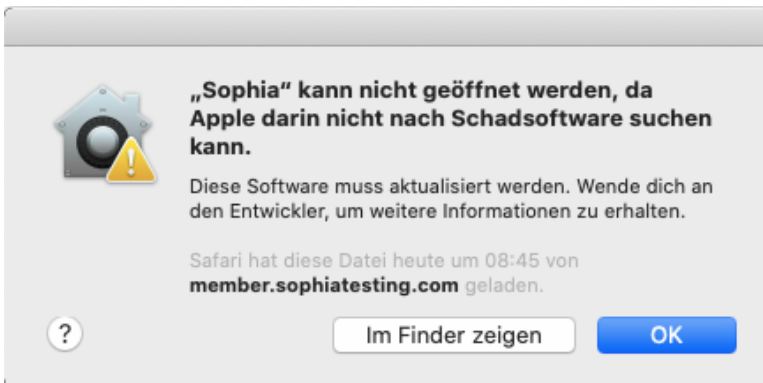 „Sophia“ kann nicht geöffnet werden, da
Apple darin nicht nach Schadsoftware suchen
kann.
Diese Software muss aktualisiert werden. Wende dich an
den Entwickler, um weitere Informationen zu erhalten.
Safari hat diese Datei heute um 08:45 von
member.sophiatesting.com geladen.
?
Im Finder zeigen
OK